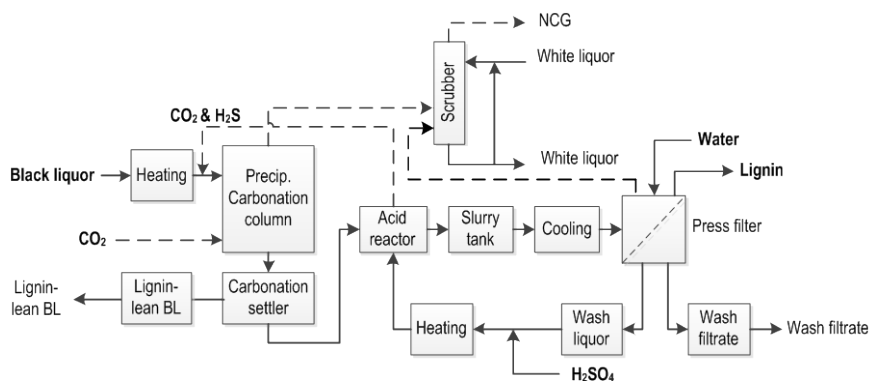 NCG
White liquor
Scrubber
CO₂ & H₂S
White liquor
Water
Lignin
Black liquor
Heating
Precip.
Carbonation
column
Acid
reactor
Slurry
tank
Cooling
Press filter
CO₂
Lignin-
lean BL
Lignin-
lean BL
Carbonation
settler
Heating
Wash
liquor
Wash
filtrate
Wash filtrate
H₂SO₄